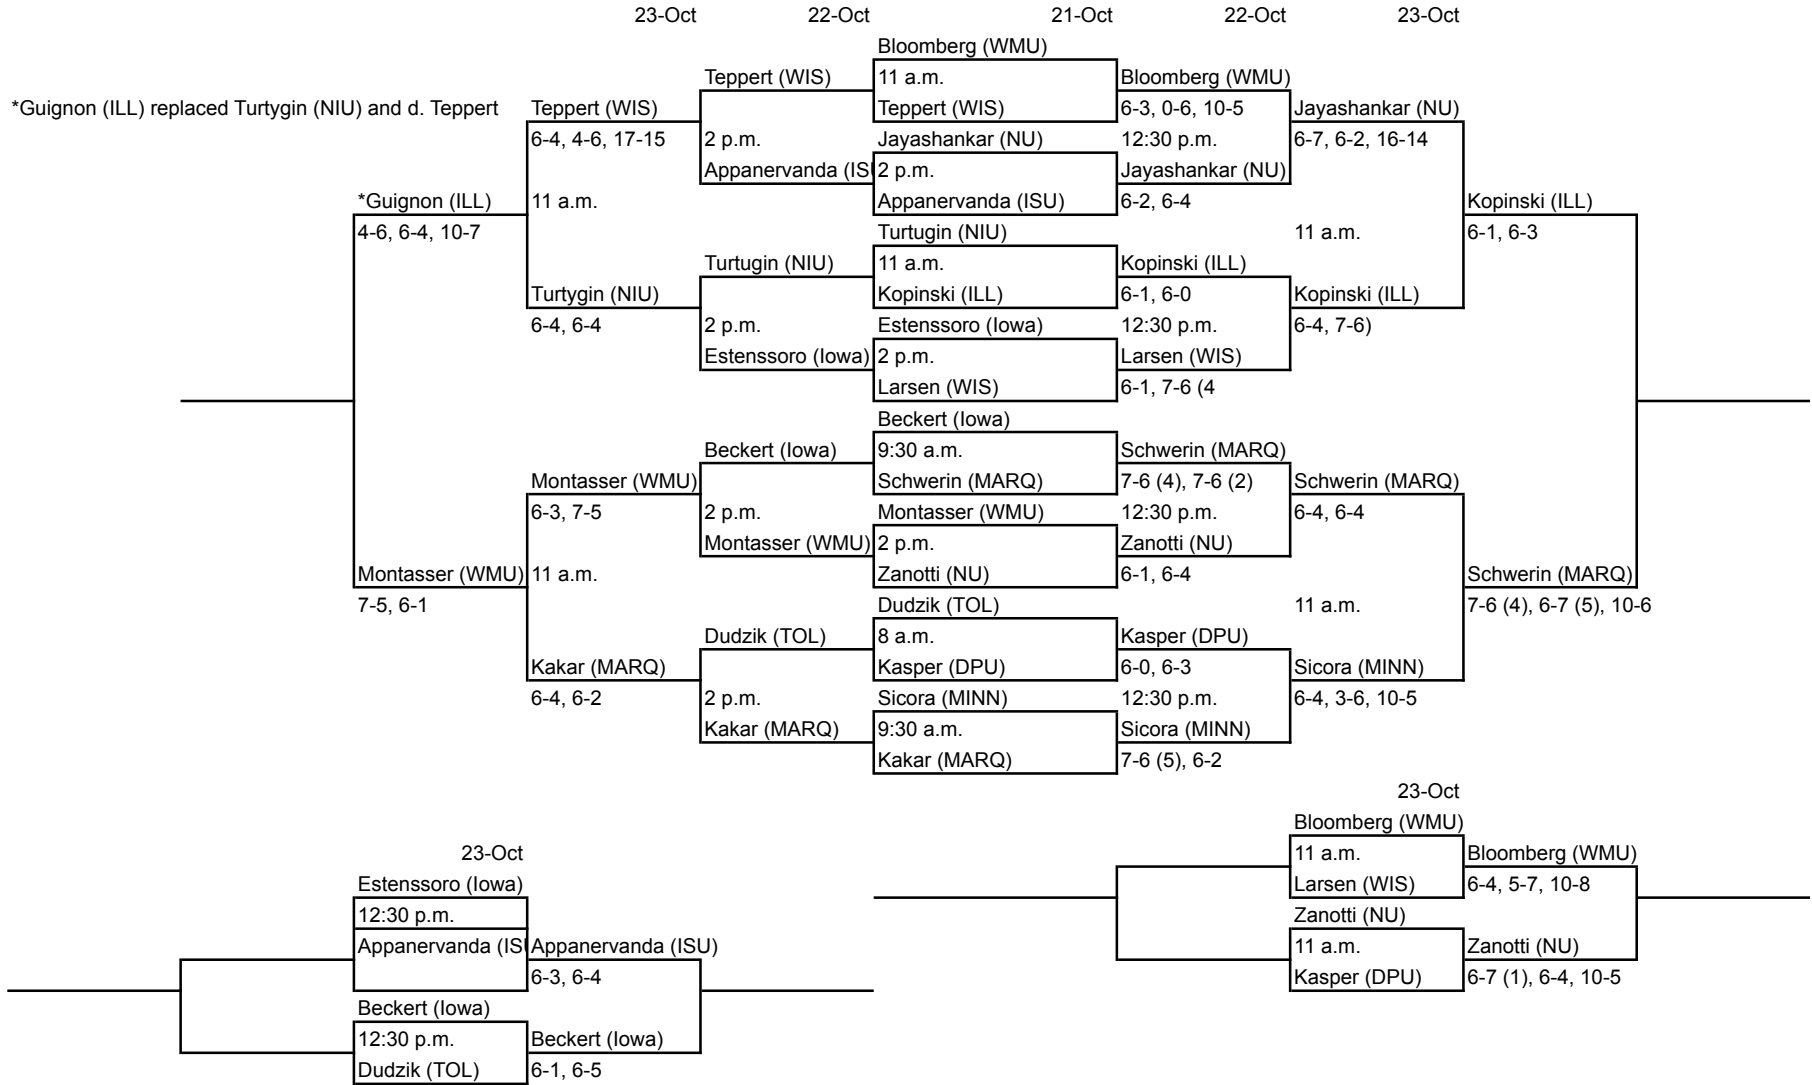 23-Oct 22-Oct 21-Oct 22-Oct 23-Oct
Bloomberg (WMU)
Teppert (WIS) 11 a.m. Bloomberg (WMU)
*Guignon (ILL) replaced Turtygin (NIU) and d. Teppert Teppert (WIS) Teppert (WIS) 6-3, 0-6, 10-5 Jayashankar (NU)
6-4, 4-6, 17-15 2 p.m. Jayashankar (NU) 12:30 p.m. 6-7, 6-2, 16-14
Appanervanda (ISU 2 p.m. Jayashankar (NU)
*Guignon (ILL) 11 a.m. Appanervanda (ISU) 6-2, 6-4 Kopinski (ILL)
4-6, 6-4, 10-7 Turtugin (NIU) 11 a.m. 6-1, 6-3
Turtugin (NIU) 11 a.m. Kopinski (ILL)
Turtygin (NIU) Kopinski (ILL) 6-1, 6-0 Kopinski (ILL)
6-4, 6-4 2 p.m. Estenssoro (Iowa) 12:30 p.m. 6-4, 7-6)
Estenssoro (Iowa) 2 p.m. Larsen (WIS)
Larsen (WIS) 6-1, 7-6 (4
Beckert (Iowa)
Beckert (Iowa) 9:30 a.m. Schwerin (MARQ)
Montasser (WMU) Schwerin (MARQ) 7-6 (4), 7-6 (2) Schwerin (MARQ)
6-3, 7-5 2 p.m. Montasser (WMU) 12:30 p.m. 6-4, 6-4
Montasser (WMU) 2 p.m. Zanotti (NU)
Montasser (WMU) 11 a.m. Zanotti (NU) 6-1, 6-4 Schwerin (MARQ)
7-5, 6-1 Dudzik (TOL) 11 a.m. 7-6 (4), 6-7 (5), 10-6
Dudzik (TOL) 8 a.m. Kasper (DPU)
Kakar (MARQ) Kasper (DPU) 6-0, 6-3 Sicora (MINN)
6-4, 6-2 2 p.m. Sicora (MINN) 12:30 p.m. 6-4, 3-6, 10-5
Kakar (MARQ) 9:30 a.m. Sicora (MINN)
Kakar (MARQ) 7-6 (5), 6-2
23-Oct
Bloomberg (WMU)
23-Oct 11 a.m. Bloomberg (WMU)
Estenssoro (Iowa) Larsen (WIS) 6-4, 5-7, 10-8
12:30 p.m. Zanotti (NU)
Appanervanda (ISU Appanervanda (ISU) 11 a.m. Zanotti (NU)
6-3, 6-4 Kasper (DPU) 6-7 (1), 6-4, 10-5
Beckert (Iowa)
12:30 p.m. Beckert (Iowa)
Dudzik (TOL) 6-1, 6-5